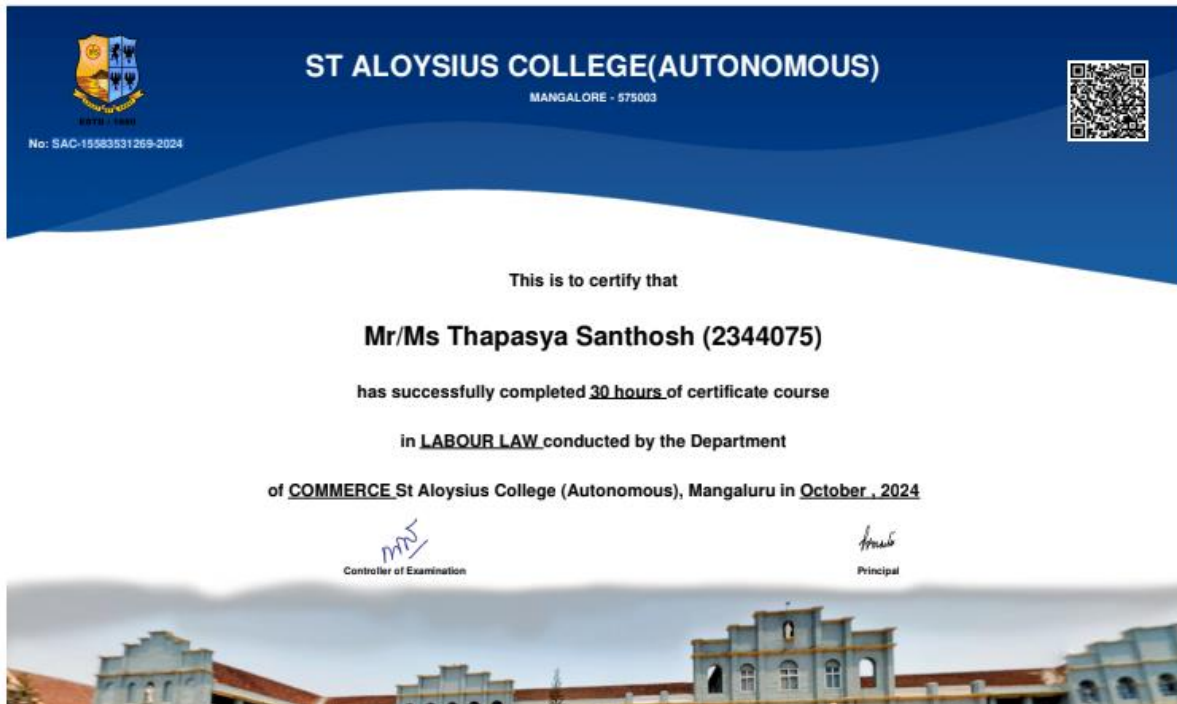 ST ALOYSIUS COLLEGE(AUTONOMOUS)
MANGALORE - 575003
ESTD : 1880
No: SAC-15583531269-2024
This is to certify that
Mr/Ms Thapasya Santhosh (2344075)
has successfully completed 30 hours of certificate course
in LABOUR LAW conducted by the Department
of COMMERCE St Aloysius College (Autonomous), Mangaluru in October , 2024
Controller of Examination
Principal